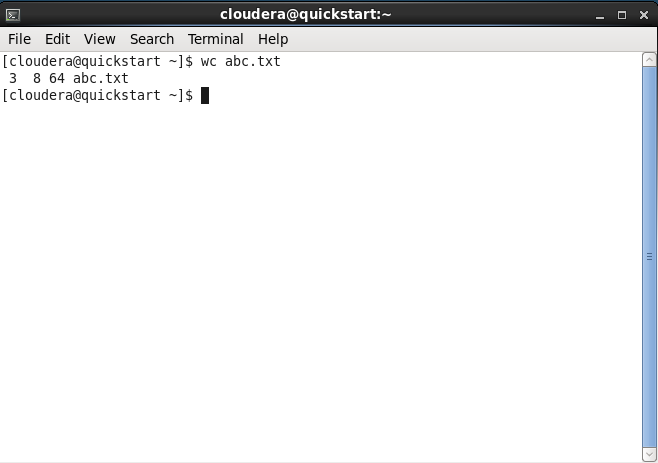 cloudera@quickstart:~
File Edit View Search Terminal Help
[cloudera@quickstart ~]$ wc abc.txt
 3  8 64 abc.txt
[cloudera@quickstart ~]$